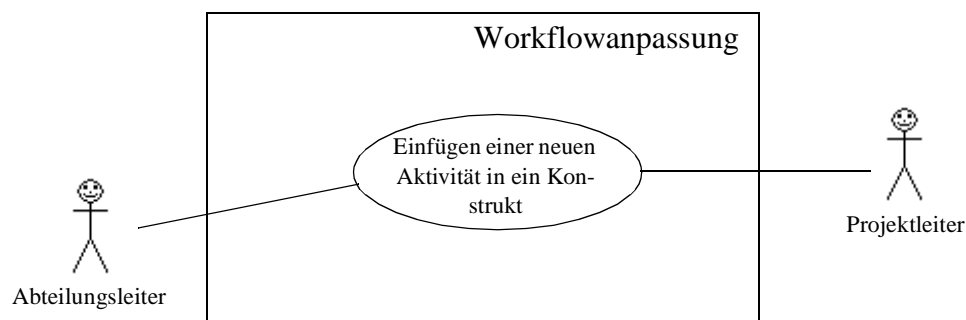 Workflowanpassung
Einfügen einer neuen
Aktivität in ein Kon-
strukt
Projektleiter
Abteilungsleiter